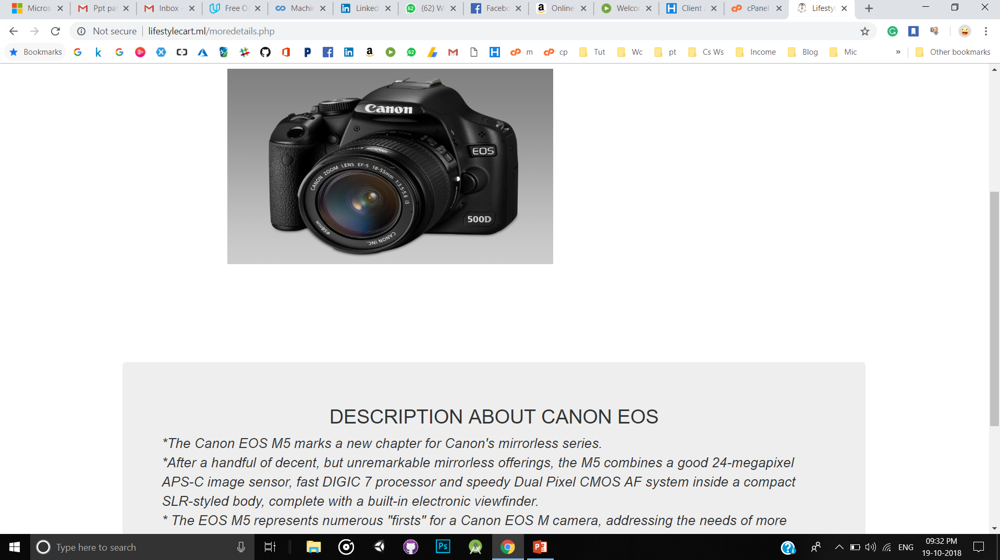 Micros
Ppt pat
Inbox -
Free O
Machin
Linked
(62) W
Facebo
Online
Welcor
Client A
cPanel
Lifestyl
Not secure
lifestylecart.ml/moredetails.php
Bookmarks
m
cp
Tut
Wc
pt
Cs Ws
Income
Blog
Mic
»
Other bookmarks
Canon
EOS
CANON ZOOM LENS EF-S 18-55mm 1:3.5-5.6 IS
500D
ø58mm
CANON INC.
DESCRIPTION ABOUT CANON EOS
*The Canon EOS M5 marks a new chapter for Canon's mirrorless series.
*After a handful of decent, but unremarkable mirrorless offerings, the M5 combines a good 24-megapixel
APS-C image sensor, fast DIGIC 7 processor and speedy Dual Pixel CMOS AF system inside a compact
SLR-styled body, complete with a built-in electronic viewfinder.
* The EOS M5 represents numerous "firsts" for a Canon EOS M camera, addressing the needs of more
Type here to search
Ps
ENG
09:32 PM
19-10-2018